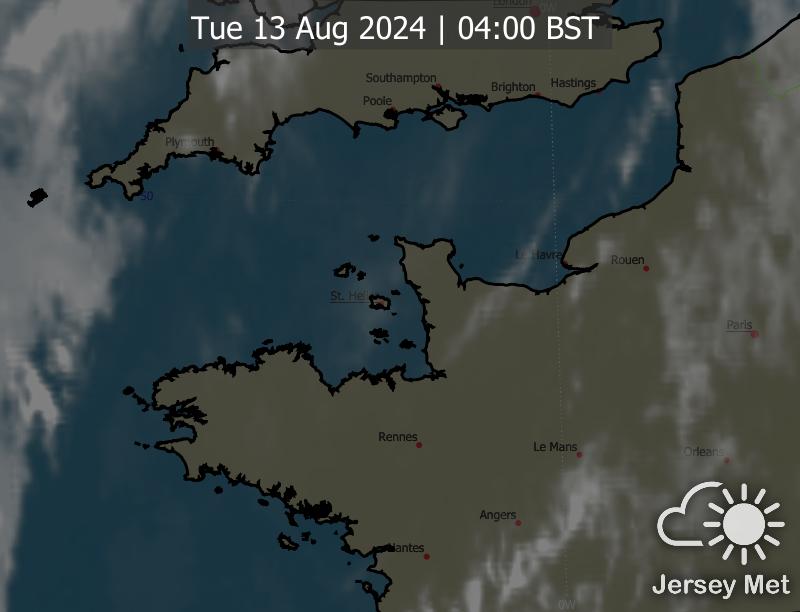 London
0W
Tue 13 Aug 2024 | 04:00 BST
Southampton
Brighton
Hastings
Poole
Plymouth
50
Le Havre
Rouen
St. Heli
Paris
Rennes
Le Mans
Orleans
Angers
Nantes
Jersey Met
0W